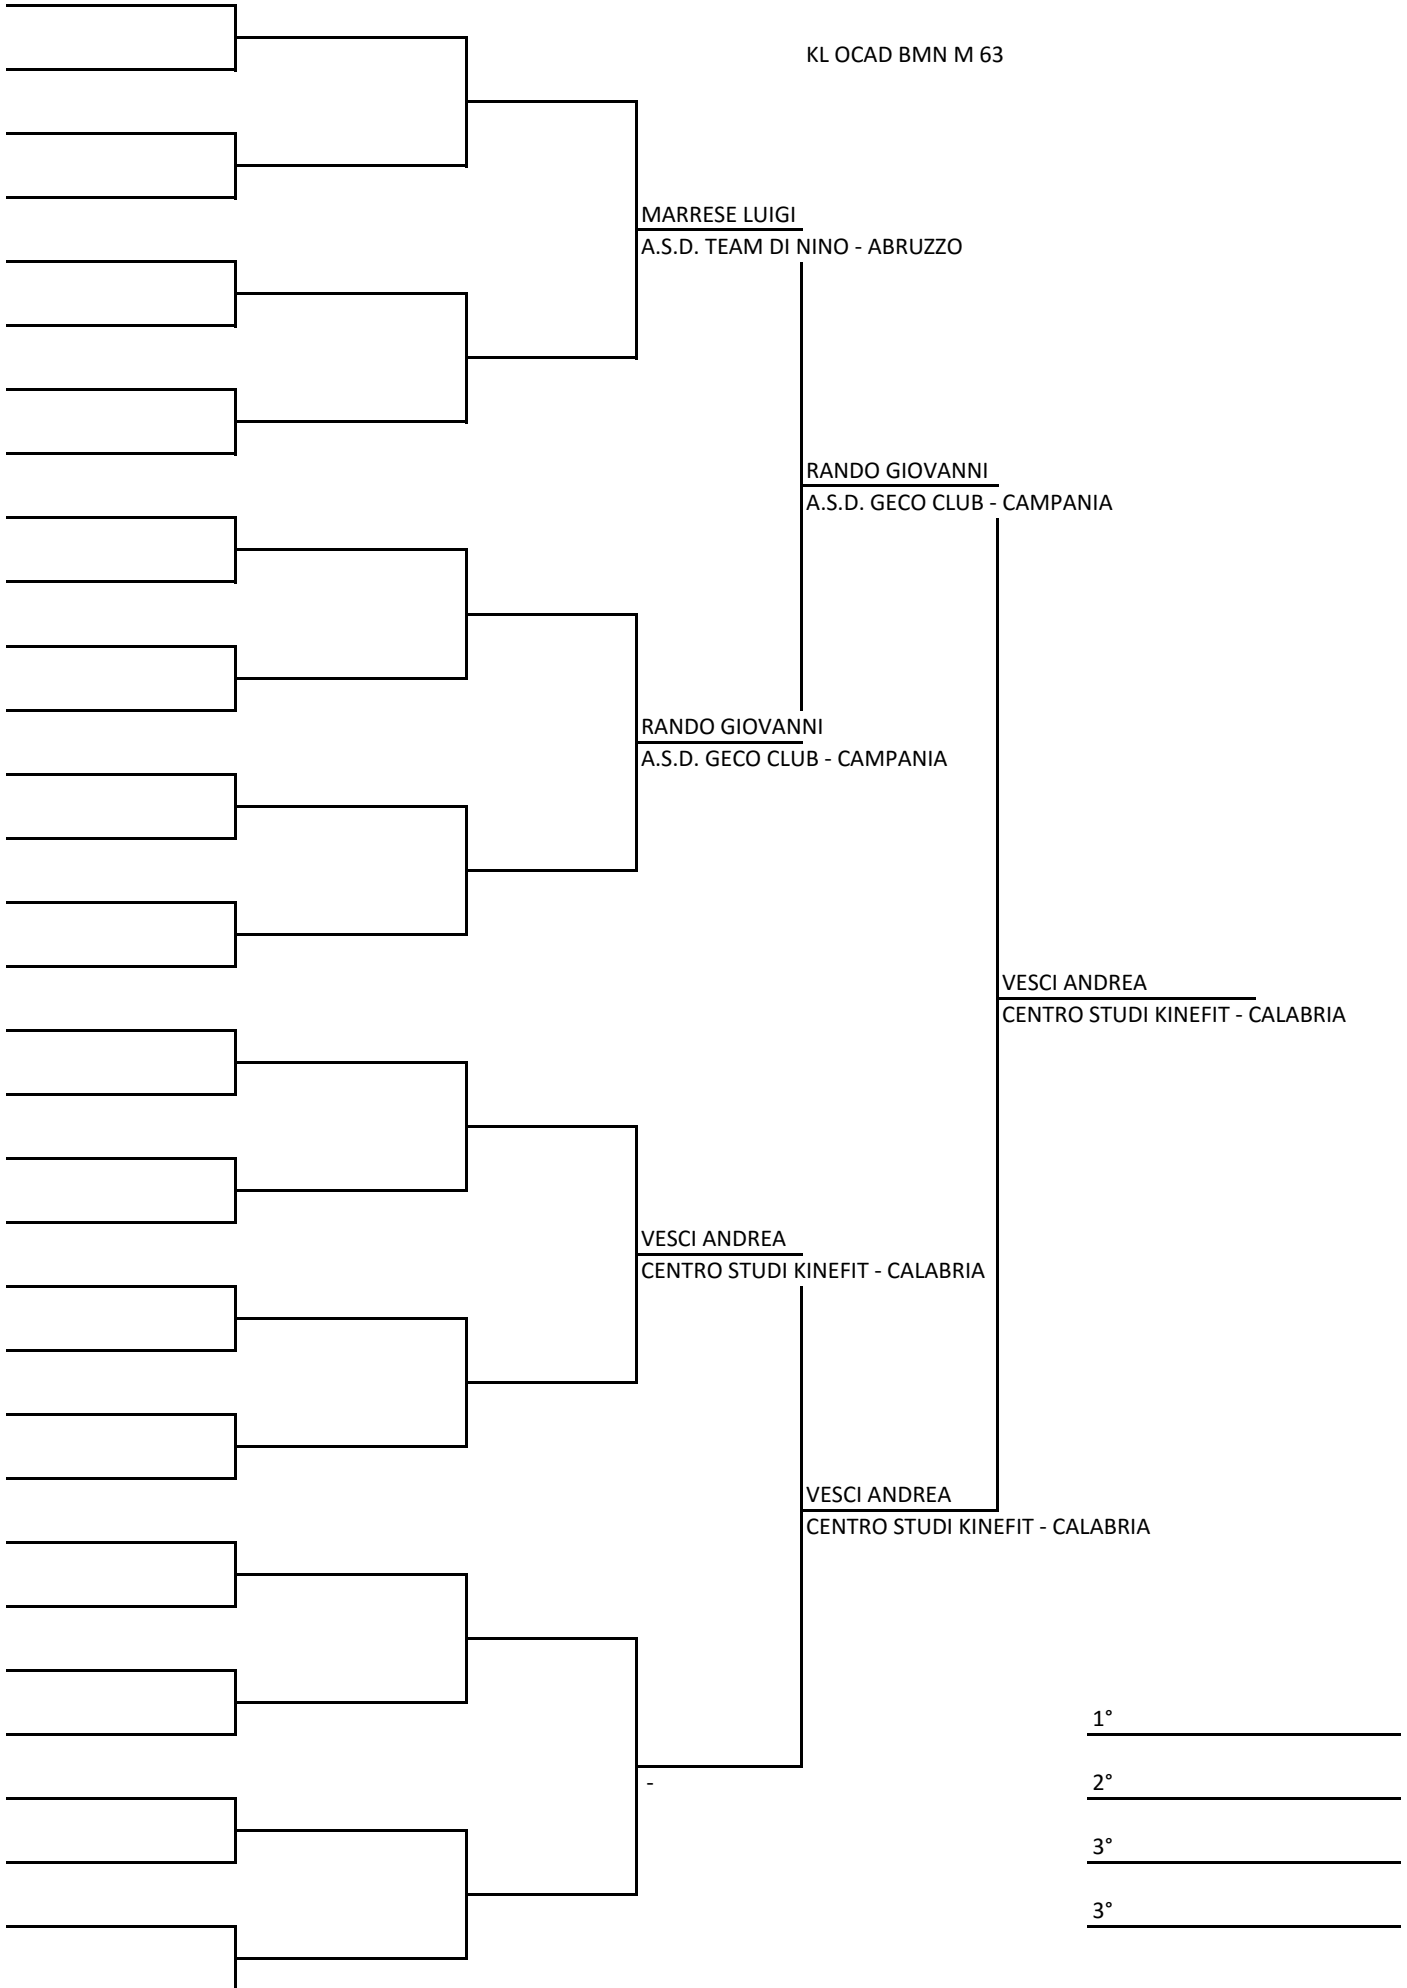 KL OCAD BMN M 63
MARRESE LUIGI
A.S.D. TEAM DI NINO - ABRUZZO
RANDO GIOVANNI
A.S.D. GECO CLUB - CAMPANIA
RANDO GIOVANNI
A.S.D. GECO CLUB - CAMPANIA
VESCI ANDREA
CENTRO STUDI KINEFIT - CALABRIA
VESCI ANDREA
CENTRO STUDI KINEFIT - CALABRIA
VESCI ANDREA
CENTRO STUDI KINEFIT - CALABRIA
1°
-
2°
3°
3°